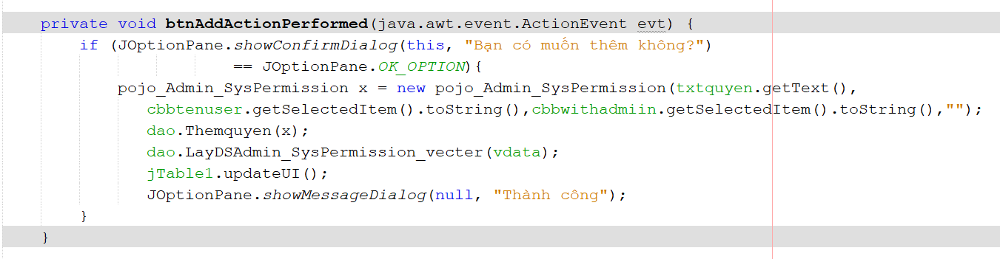 private void btnAddActionPerformed(java.awt.event.ActionEvent evt) {
if (JOptionPane.showConfirmDialog(this, "Bạn có muốn thêm không?")
== JOptionPane.OK_OPTION){
pojo_Admin_SysPermission x = new pojo_Admin_SysPermission(txtquyen.getText(),
cbbtenuser.getSelectedItem().toString(),cbbwithadmiin.getSelectedItem().toString(),"");
dao.Themquyen(x);
dao.LayDSAdmin_SysPermission_vecter(vdata);
jTable1.updateUI();
JOptionPane.showMessageDialog(null, "Thành công");
}
}